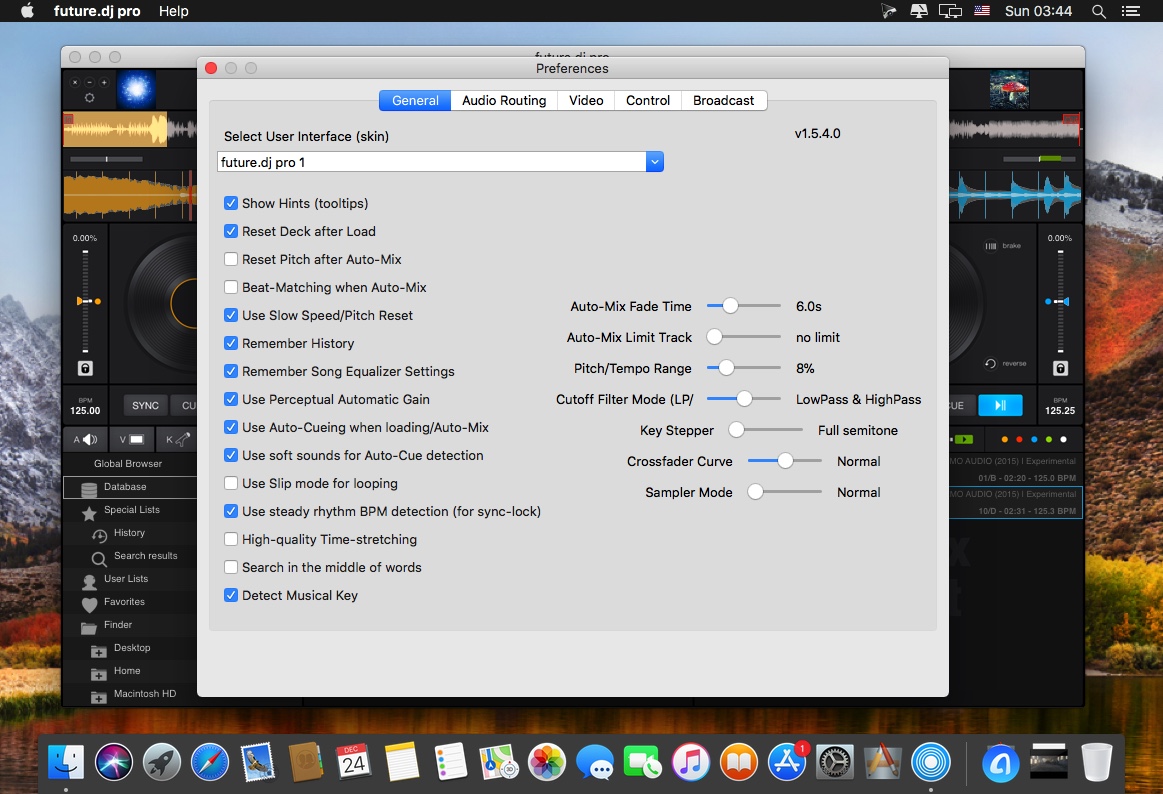 future.dj pro Help Sun 03:44
future.dj pro
Preferences
General Audio Routing Video Control Broadcast
Select User Interface (skin) v1.5.4.0
future.dj pro 1
Show Hints (tooltips)
Reset Deck after Load
Reset Pitch after Auto-Mix
Beat-Matching when Auto-Mix
Use Slow Speed/Pitch Reset
Remember History
Remember Song Equalizer Settings
Use Perceptual Automatic Gain
Use Auto-Cueing when loading/Auto-Mix
Use soft sounds for Auto-Cue detection
Use Slip mode for looping
Use steady rhythm BPM detection (for sync-lock)
High-quality Time-stretching
Search in the middle of words
Detect Musical Key
Auto-Mix Fade Time 6.0s
Auto-Mix Limit Track no limit
Pitch/Tempo Range 8%
Cutoff Filter Mode (LP/ LowPass & HighPass
Key Stepper Full semitone
Crossfader Curve Normal
Sampler Mode Normal
0.00%
BPM
125.00
SYNC CU
A V K
Global Browser
Database
Special Lists
History
Search results
User Lists
Favorites
Finder
Desktop
Home
Macintosh HD
brake
0.00%
reverse
UE
BPM
125.25
MO AUDIO (2015) I Experimental
01/B - 02:20 - 125.0 BPM
MO AUDIO (2015) I Experimental
10/D - 02:31 - 125.3 BPM
DEC
24
3D
1